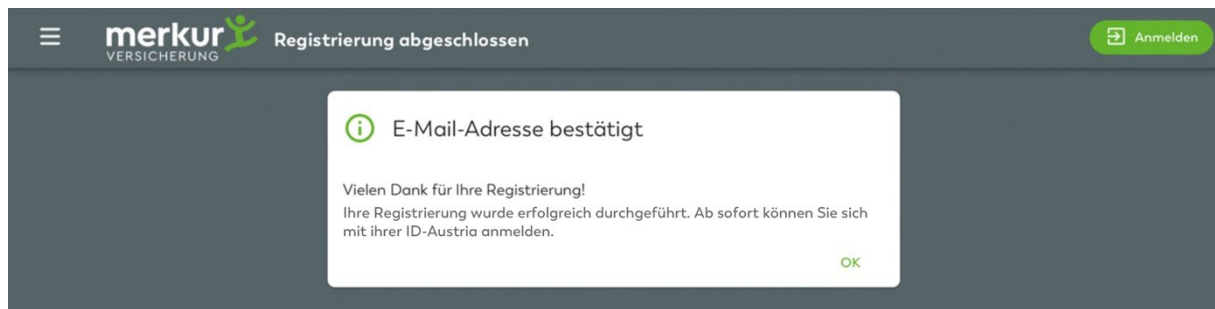 merkur
VERSICHERUNG
Registrierung abgeschlossen
Anmelden
E-Mail-Adresse bestätigt
Vielen Dank für Ihre Registrierung!
Ihre Registrierung wurde erfolgreich durchgeführt. Ab sofort können Sie sich
mit ihrer ID-Austria anmelden.
OK